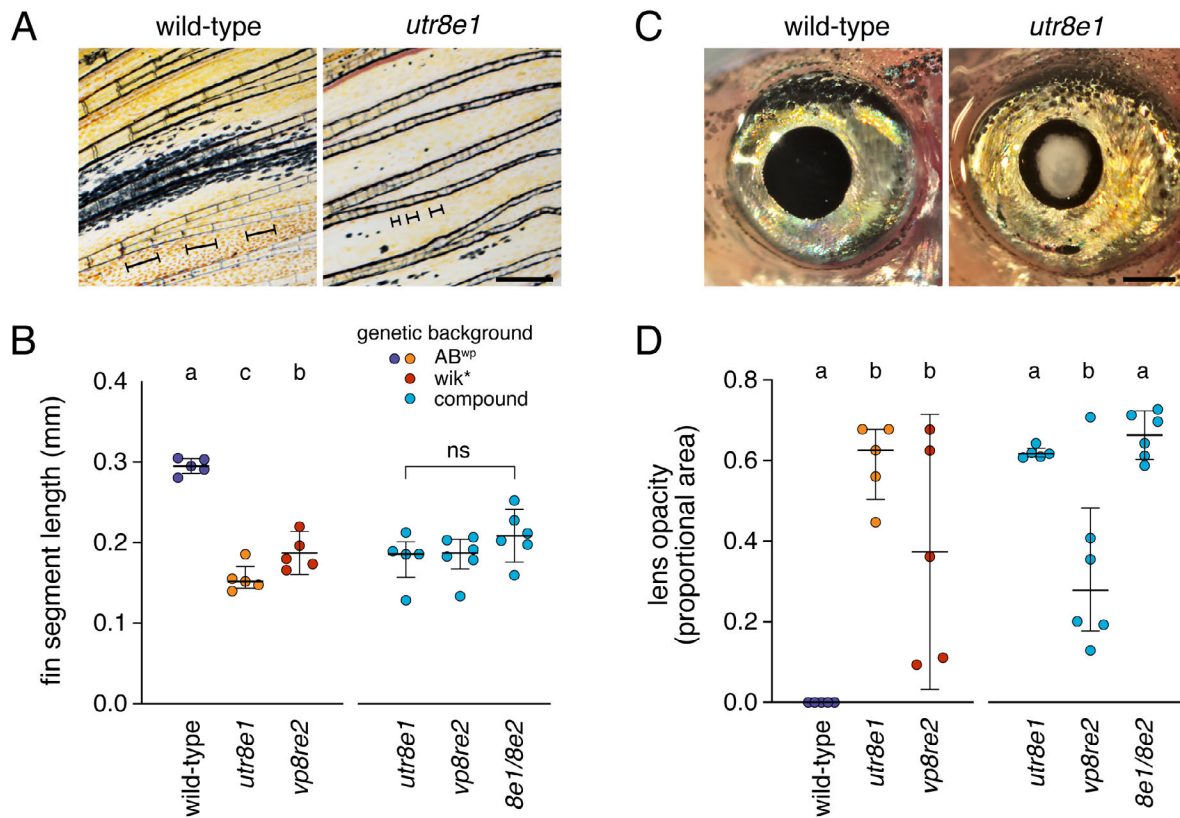 A
wild-type
utr8e1
C
wild-type
utr8e1
B
genetic background
ABwp
wik*
compound
a
c
b
ns
fin segment length (mm)
0.4
0.3
0.2
0.1
0.0
wild-type
utr8e1
vp8re2
utr8e1
vp8re2
8e1/8e2
D
a
b
b
a
b
a
lens opacity
(proportional area)
0.8
0.6
0.4
0.2
0.0
wild-type
utr8e1
vp8re2
utr8e1
vp8re2
8e1/8e2